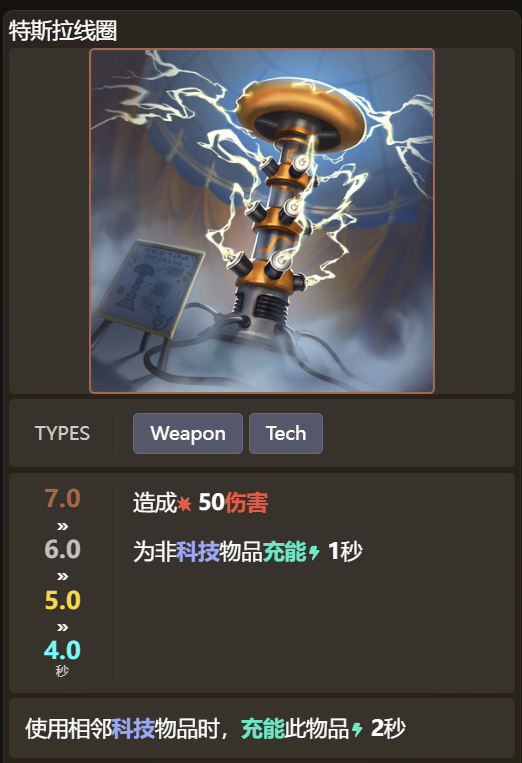 特斯拉线圈
TYPES
Weapon
Tech
7.0
»
6.0
»
5.0
»
4.0
秒
造成 50伤害
为非科技物品充能 1秒
使用相邻科技物品时，充能此物品 2秒